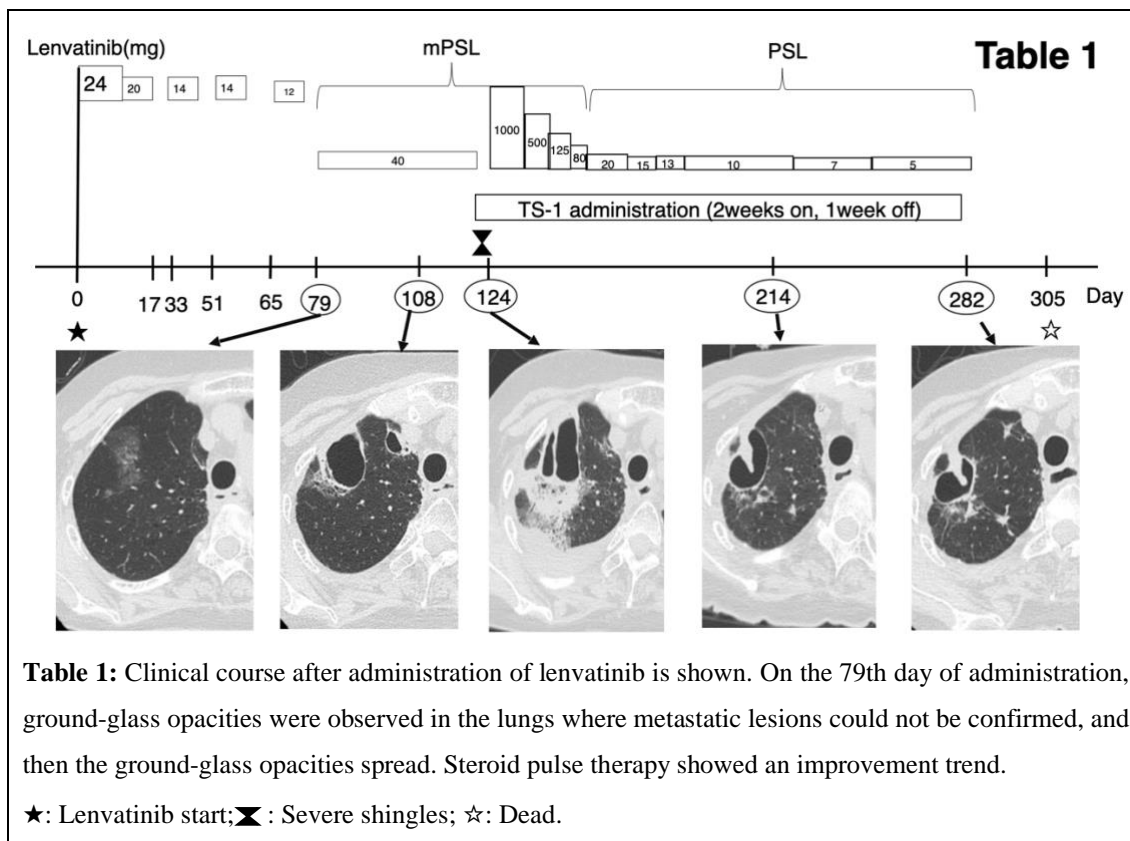 Lenvatinib(mg)
mPSL
PSL
Table 1
24
20
14
14
12
1000
500
125
80
40
20
15
13
10
7
5
TS-1 administration (2weeks on, 1week off)
0
17
33
51
65
79
108
124
214
282
305
Day
★
☆
Table 1: Clinical course after administration of lenvatinib is shown. On the 79th day of administration,
ground-glass opacities were observed in the lungs where metastatic lesions could not be confirmed, and
then the ground-glass opacities spread. Steroid pulse therapy showed an improvement trend.
★: Lenvatinib start;⧗ : Severe shingles; ☆: Dead.